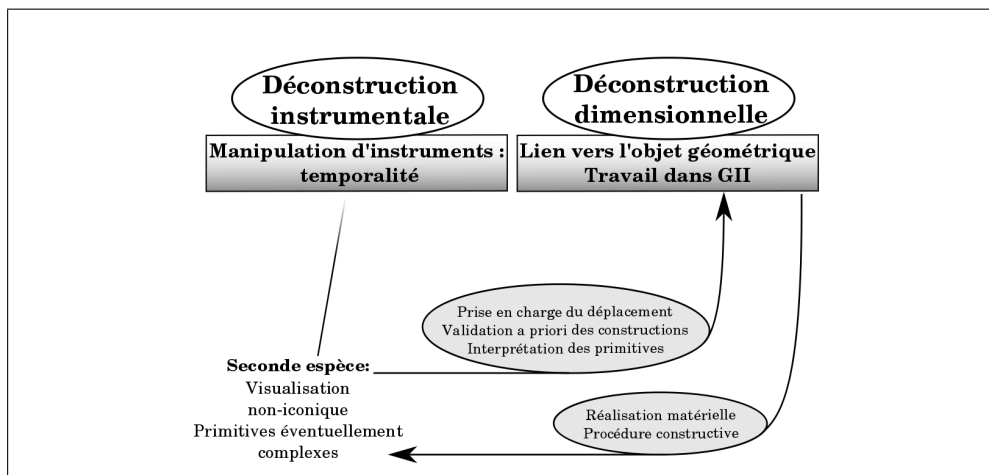 Déconstruction
instrumentale
Manipulation d'instruments :
temporalité
Déconstruction
dimensionnelle
Lien vers l'objet géométrique
Travail dans GII
Prise en charge du déplacement
Validation a priori des constructions
Interprétation des primitives
Seconde espèce:
Visualisation
non-iconique
Primitives éventuellement
complexes
Réalisation matérielle
Procédure constructive